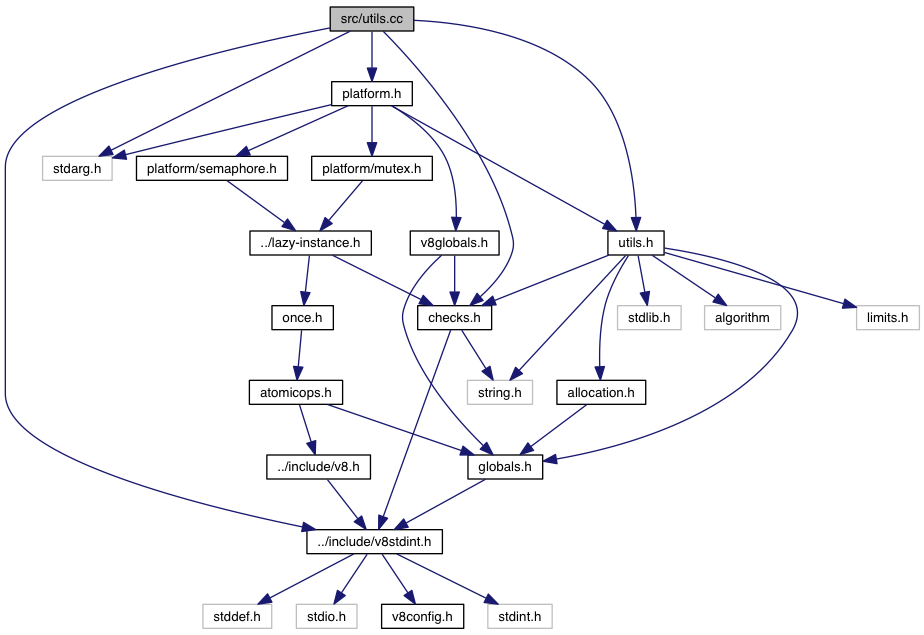 src/utils.cc
platform.h
stdarg.h
platform/semaphore.h
platform/mutex.h
../lazy-instance.h
v8globals.h
utils.h
once.h
checks.h
stdlib.h
algorithm
limits.h
atomicops.h
string.h
allocation.h
../include/v8.h
globals.h
../include/v8stdint.h
stddef.h
stdio.h
v8config.h
stdint.h